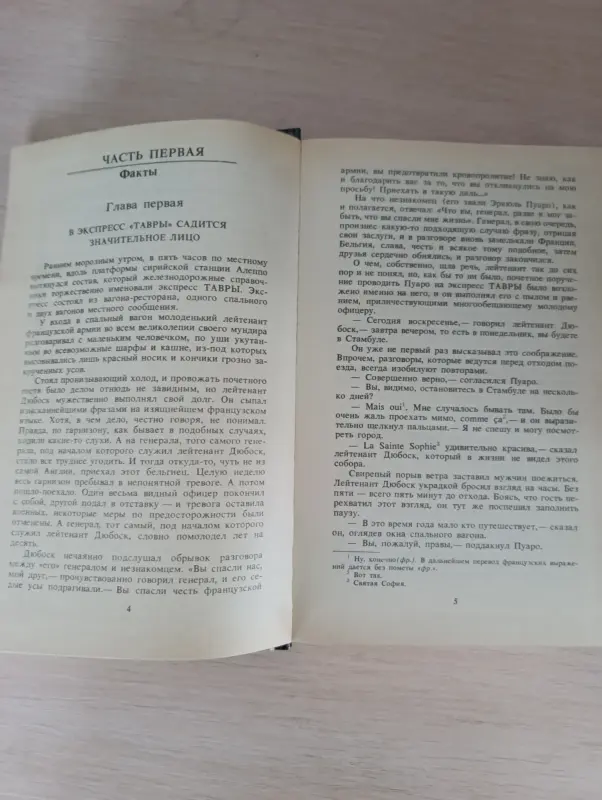 ЧАСТЬ ПЕРВАЯ
Факты
Глава первая
В ЭКСПРЕСС «ТАВРЫ» САДИТСЯ
ЗНАЧИТЕЛЬНОЕ ЛИЦО
Ранним морозным утром, в пять часов по местному
времени, вдоль платформы сирийской станции Алеппо
вытянулся состав, который железнодорожные справоч-
ники торжественно именовали экспресс ТАВРЫ. Экс-
пресс состоял из вагона-ресторана, одного спального
и двух вагонов местного сообщения.
У входа в спальный вагон молоденький лейтенант
французской армии во всем великолепии своего мундира
разговаривал с маленьким человечком, по уши укутан-
ным во всевозможные шарфы и кашне, из-под которых
высовывались лишь красный носик и кончики грозно за-
крученных усов.
Стоял пронизывающий холод, и провожать почетного
гостя было делом отнюдь не завидным, но лейтенант
Дюбоск мужественно выполнял свой долг. Он сыпал
изысканнейшими фразами на изящнейшем французском
языке. Хотя, в чем дело, честно говоря, не понимал.
Правда, по гарнизону, как бывает в подобных случаях,
ходили какие-то слухи. А на генерала, того самого гене-
рала, под началом которого служил лейтенант Дюбоск,
стало все труднее угодить. И тогда откуда-то, чуть не из
самой Англии, приехал этот бельгиец. Целую неделю
весь гарнизон пребывал в непонятной тревоге. А потом
пошло-поехало. Один весьма видный офицер покончил
с собой, другой подал в отставку — и тревога оставила
военных, некоторые меры по предосторожности были
отменены. А генерал, тот самый, под началом которого
служил лейтенант Дюбоск, словно помолодел лет на
десять.
Дюбоск нечаянно подслушал обрывок разговора
между «его» генералом и незнакомцем. «Вы спасли нас,
мой друг,— прочувствованно говорил генерал, и его се-
дые усы подрагивали.— Вы спасли честь французской
4
армии, вы предотвратили кровопролитие! Не знаю, как
и благодарить вас за то, что вы откликнулись на мою
просьбу! Приехать в такую даль...»
На что незнакомец (его звали Эркюль Пуаро), как
и полагается, отвечал: «Что вы, генерал, разве я мог за-
быть, что вы спасли мне жизнь». Генерал, в свою очередь,
произнес какую-то подходящую случаю фразу, отрицая
свои заслуги, и в разговоре вновь замелькали Франция,
Бельгия, слава, честь и всякое тому подобное, затем
друзья сердечно обнялись, и разговор закончился.
О чем, собственно, шла речь, лейтенант так до сих
пор и не понял, но, как бы то ни было, почетное поруче-
ние проводить Пуаро на экспресс ТАВРЫ было возло-
жено именно на него, и он выполнял его с пылом и рве-
нием, приличествующими многообещающему молодому
офицеру.
— Сегодня воскресенье,— говорил лейтенант Дю-
боск,— завтра вечером, то есть в понедельник, вы будете
в Стамбуле.
Он уже не первый раз высказывал это соображение.
Впрочем, разговоры, которые ведутся перед отходом по-
езда, всегда изобилуют повторами.
— Совершенно верно,— согласился Пуаро.
— Вы, видимо, остановитесь в Стамбуле на несколь-
ко дней?
— Mais oui¹. Мне случалось бывать там. Было бы
очень жаль проехать мимо, comme ça²,— и он вырази-
тельно щелкнул пальцами.— Я не спешу и могу посмот-
реть город.
— La Sainte Sophie³ удивительно красива,— сказал
лейтенант Дюбоск, который в жизни не видел этого
собора.
Свирепый порыв ветра заставил мужчин поежиться.
Лейтенант Дюбоск украдкой бросил взгляд на часы. Без
пяти — всего пять минут до отхода. Боясь, что гость пе-
рехватил этот взгляд, он тут же поспешил заполнить
паузу.
— В это время года мало кто путешествует,— сказал
он, оглядев окна спального вагона.
— Вы, пожалуй, правы,— поддакнул Пуаро.
¹ Ну, конечно (фр.). В дальнейшем перевод французских выраже-
ний дается без пометы «фр.».
² Вот так.
³ Святая София.
5